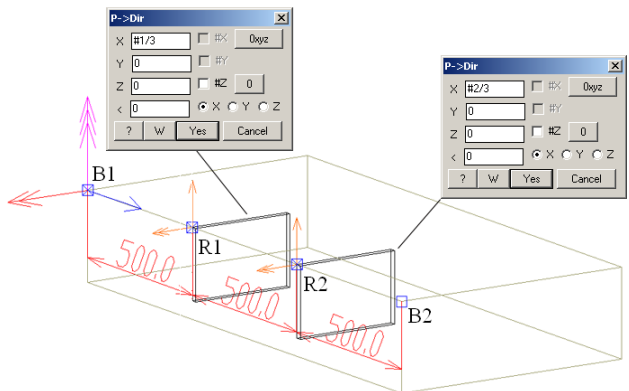 P->Dir
X #1/3 #X 0xyz
Y 0 #Y
Z 0 #Z 0
< 0 X Y Z
? W Yes Cancel
P->Dir
X #2/3 #X 0xyz
Y 0 #Y
Z 0 #Z 0
< 0 X Y Z
? W Yes Cancel
B1
R1
R2
B2
500.0
500.0
500.0